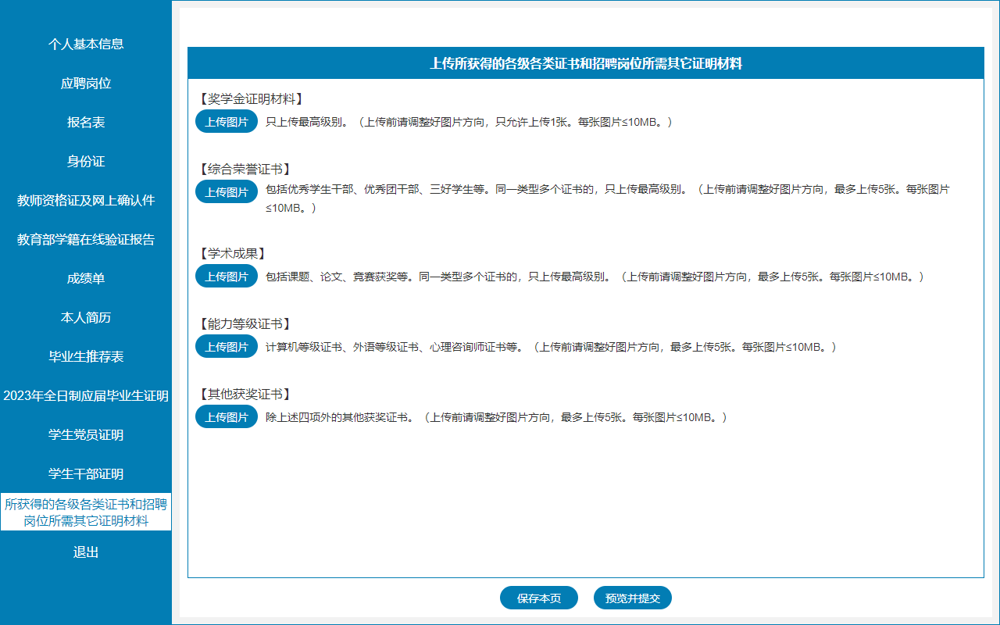 个人基本信息
应聘岗位
报名表
身份证
教师资格证及网上确认件
教育部学籍在线验证报告
成绩单
本人简历
毕业生推荐表
2023年全日制应届毕业生证明
学生党员证明
学生干部证明
所获得的各级各类证书和招聘
岗位所需其它证明材料
退出
上传所获得的各级各类证书和招聘岗位所需其它证明材料
【奖学金证明材料】
上传图片 只上传最高级别。（上传前请调整好图片方向，只允许上传1张。每张图片≤10MB。）
【综合荣誉证书】
上传图片 包括优秀学生干部、优秀团干部、三好学生等。同一类型多个证书的，只上传最高级别。（上传前请调整好图片方向，最多上传5张。每张图片
≤10MB。）
【学术成果】
上传图片 包括课题、论文、竞赛获奖等。同一类型多个证书的，只上传最高级别。（上传前请调整好图片方向，最多上传5张。每张图片≤10MB。）
【能力等级证书】
上传图片 计算机等级证书、外语等级证书、心理咨询师证书等。（上传前请调整好图片方向，最多上传5张。每张图片≤10MB。）
【其他获奖证书】
上传图片 除上述四项外的其他获奖证书。（上传前请调整好图片方向，最多上传5张。每张图片≤10MB。）
保存本页 预览并提交